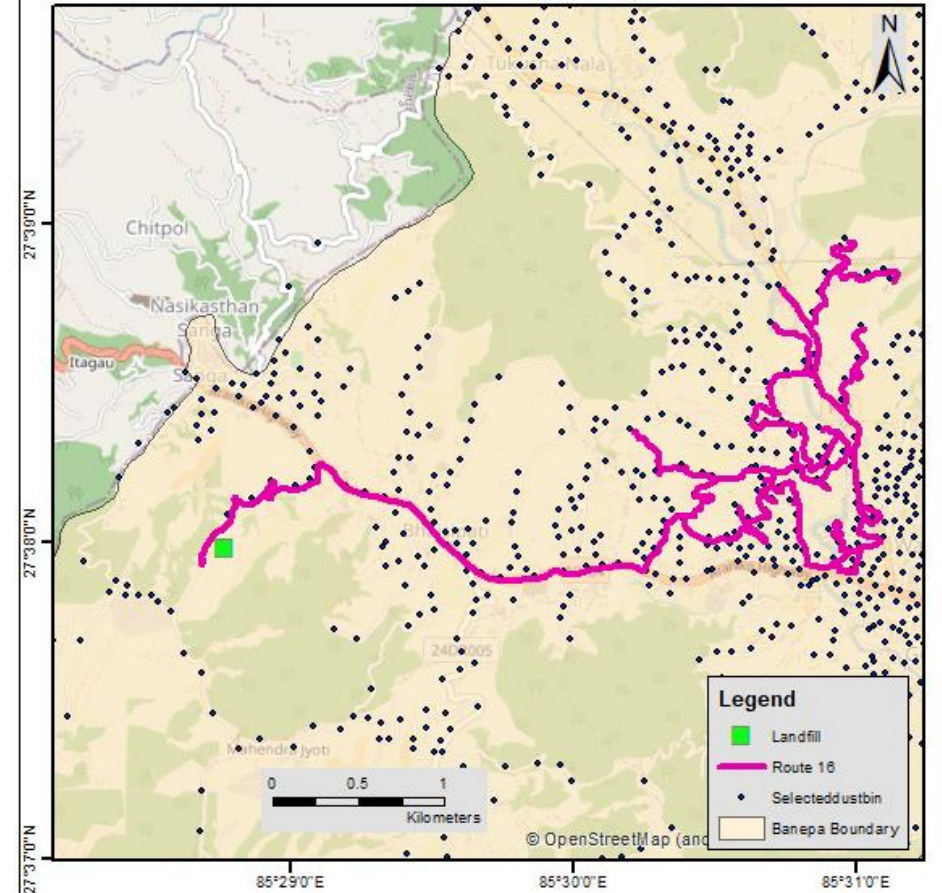 N
Tukucha Nala
27°39'0"N
Chitpol
Nasikasthan
Sanga
Itagau
Sanga
27°38'0"N
24DR005
Mahendra Jyoti
Legend
Landfill
Route 16
Selecteddustbin
Banepa Boundary
0 0.5 1
Kilometers
© OpenStreetMap (and
27°37'0"N
85°29'0"E 85°30'0"E 85°31'0"E